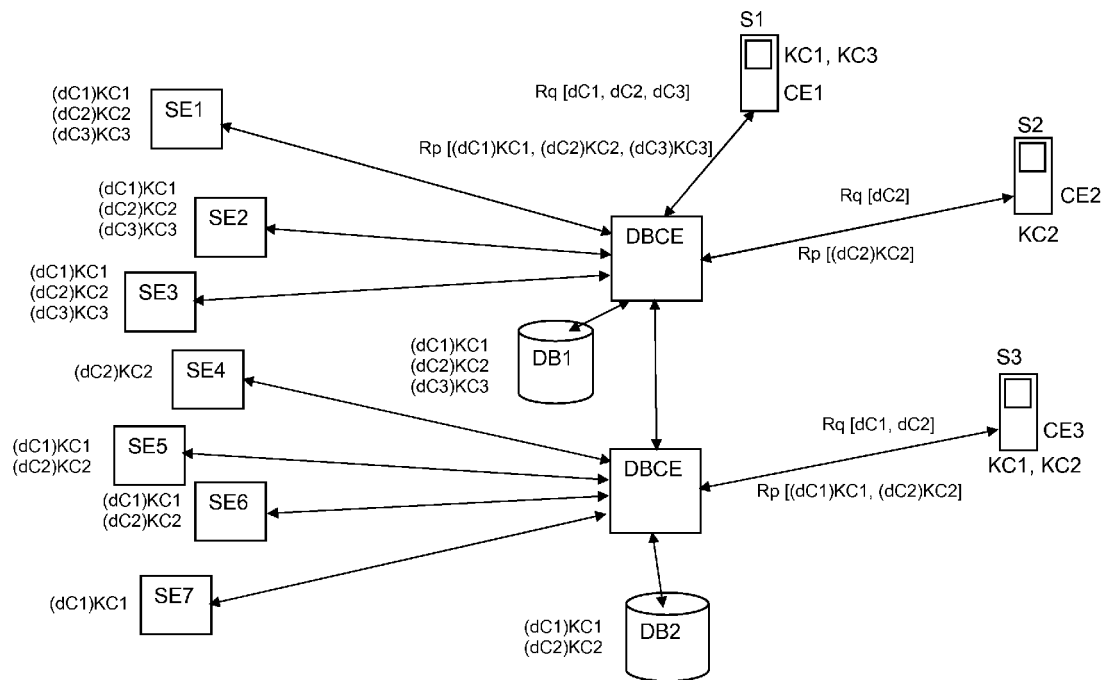 S1
KC1, KC3
CE1
Rq [dC1, dC2, dC3]
Rp [(dC1)KC1, (dC2)KC2, (dC3)KC3]
(dC1)KC1
(dC2)KC2
(dC3)KC3
SE1
S2
CE2
KC2
Rq [dC2]
Rp [(dC2)KC2]
(dC1)KC1
(dC2)KC2
(dC3)KC3
SE2
DBCE
(dC1)KC1
(dC2)KC2
(dC3)KC3
SE3
DB1
(dC1)KC1
(dC2)KC2
(dC3)KC3
(dC2)KC2
SE4
S3
CE3
KC1, KC2
Rq [dC1, dC2]
Rp [(dC1)KC1, (dC2)KC2]
(dC1)KC1
(dC2)KC2
SE5
DBCE
(dC1)KC1
(dC2)KC2
SE6
(dC1)KC1
SE7
(dC1)KC1
(dC2)KC2
DB2